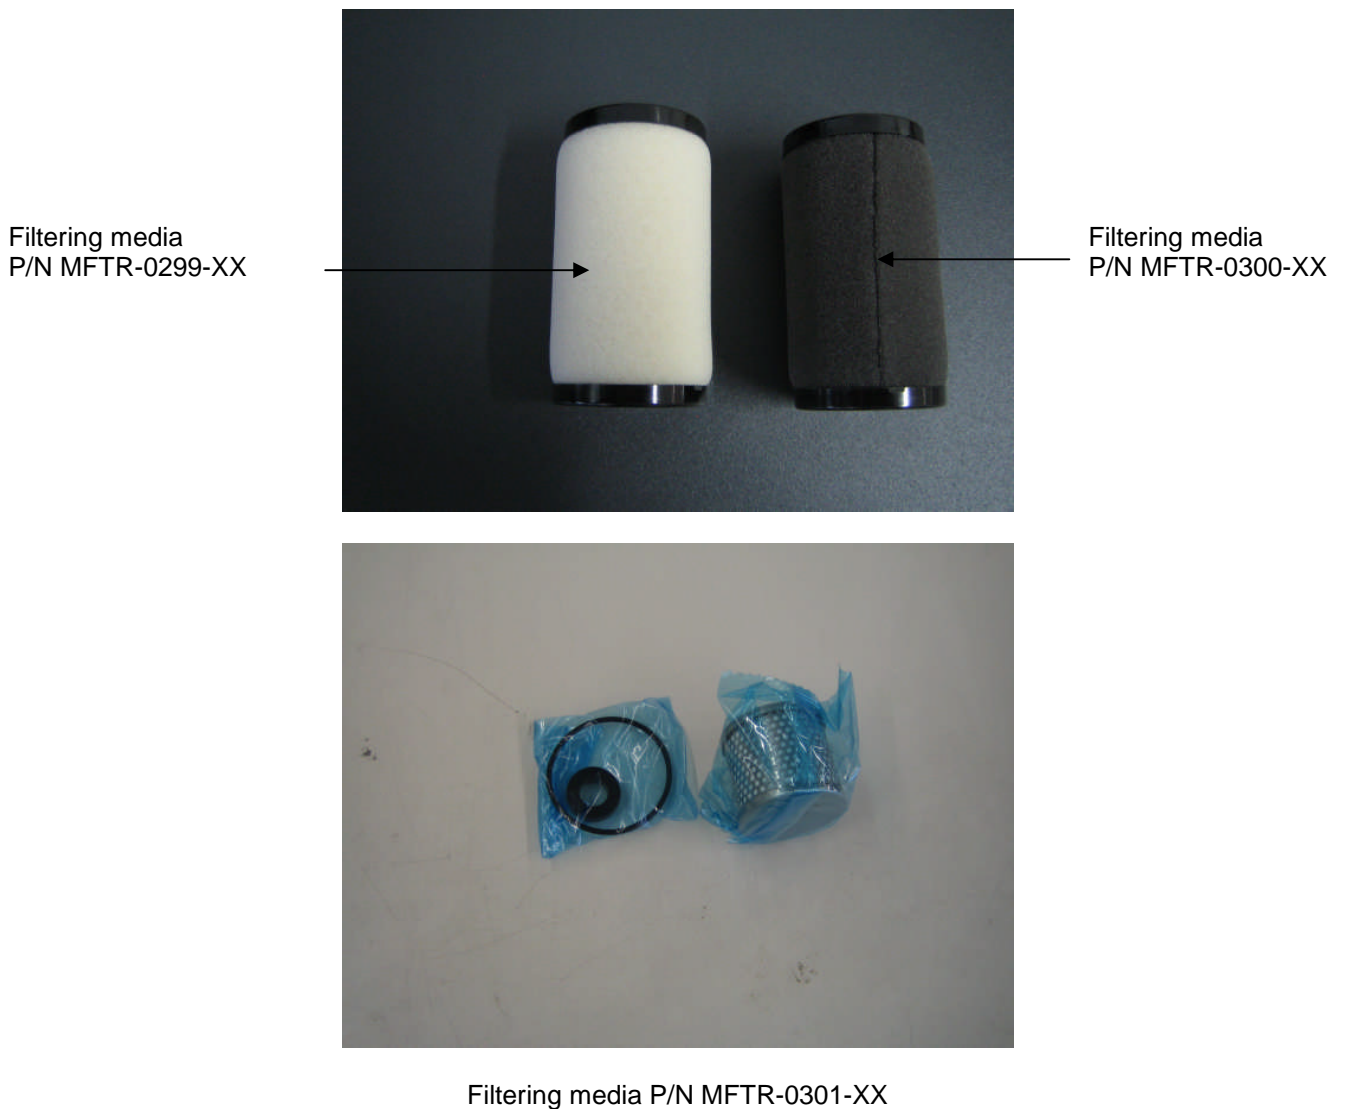 Filtering media
P/N MFTR-0299-XX
Filtering media
P/N MFTR-0300-XX
Filtering media P/N MFTR-0301-XX